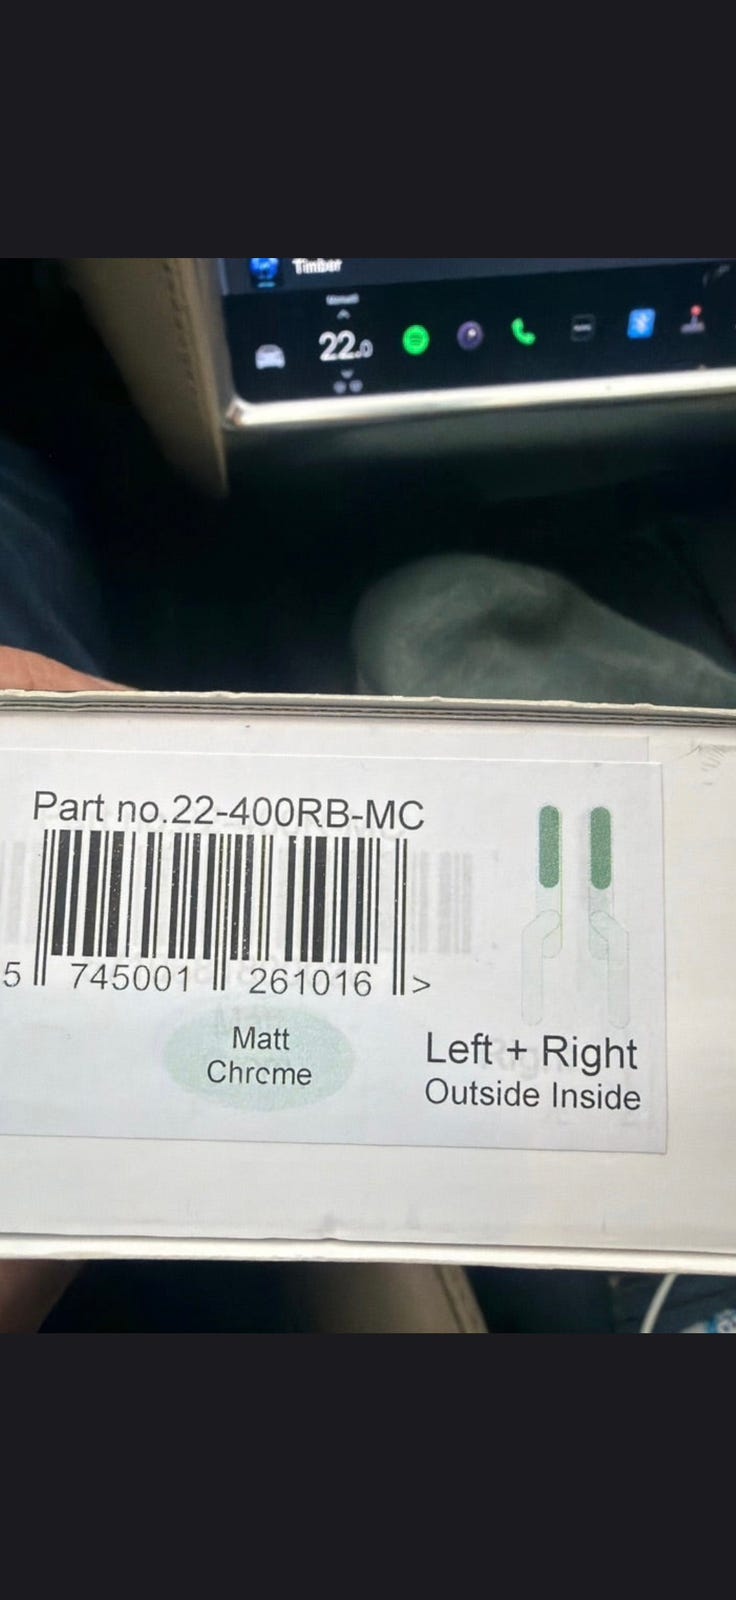 Timber
22.0
Part no.22-400RB-MC
5 745001 261016 >
Matt
Chrome
Left + Right
Outside Inside